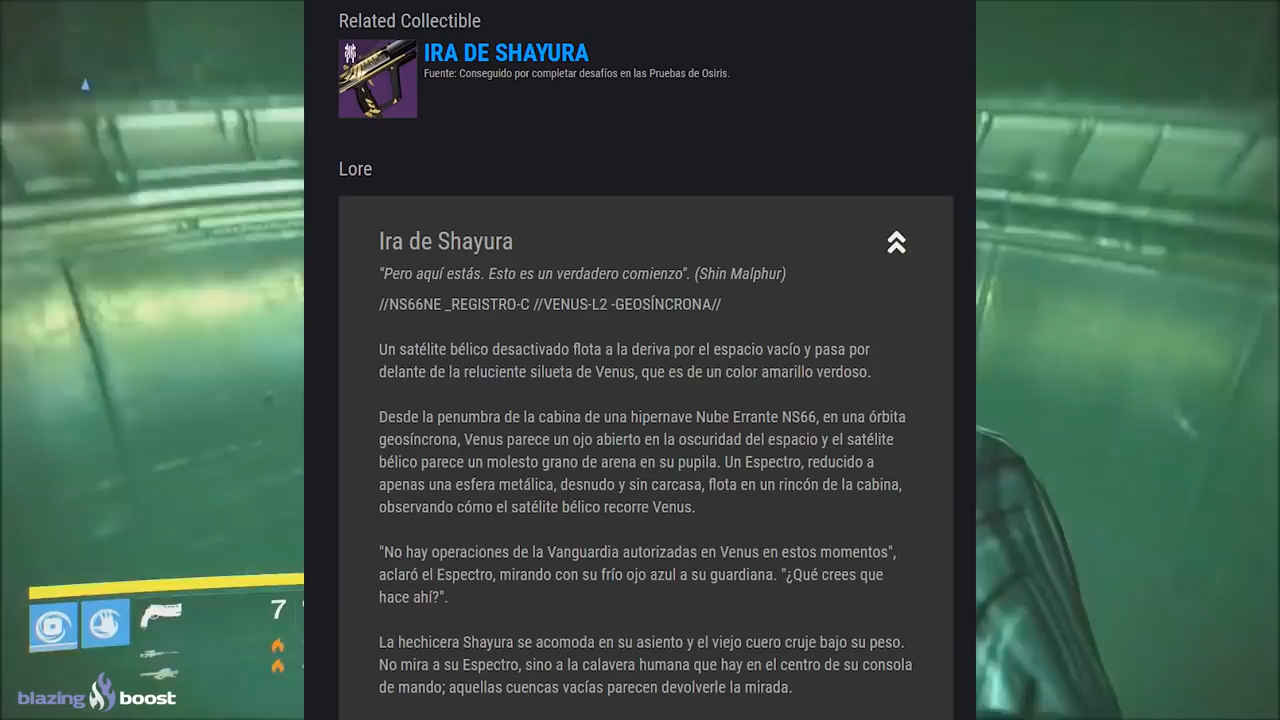 Related Collectible
IRA DE SHAYURA
Fuente: Conseguido por completar desafíos en las Pruebas de Osiris.
Lore
Ira de Shayura
"Pero aquí estás. Esto es un verdadero comienzo". (Shin Malphur)
//NS66NE _REGISTRO-C //VENUS-L2 -GEOSÍNCRONA//
Un satélite bélico desactivado flota a la deriva por el espacio vacío y pasa por
delante de la reluciente silueta de Venus, que es de un color amarillo verdoso.
Desde la penumbra de la cabina de una hipernave Nube Errante NS66, en una órbita
geosíncrona, Venus parece un ojo abierto en la oscuridad del espacio y el satélite
bélico parece un molesto grano de arena en su pupila. Un Espectro, reducido a
apenas una esfera metálica, desnudo y sin carcasa, flota en un rincón de la cabina,
observando cómo el satélite bélico recorre Venus.
"No hay operaciones de la Vanguardia autorizadas en Venus en estos momentos",
aclaró el Espectro, mirando con su frío ojo azul a su guardiana. "¿Qué crees que
hace ahí?".
La hechicera Shayura se acomoda en su asiento y el viejo cuero cruje bajo su peso.
No mira a su Espectro, sino a la calavera humana que hay en el centro de su consola
de mando; aquellas cuencas vacías parecen devolverle la mirada.
7
blazing boost